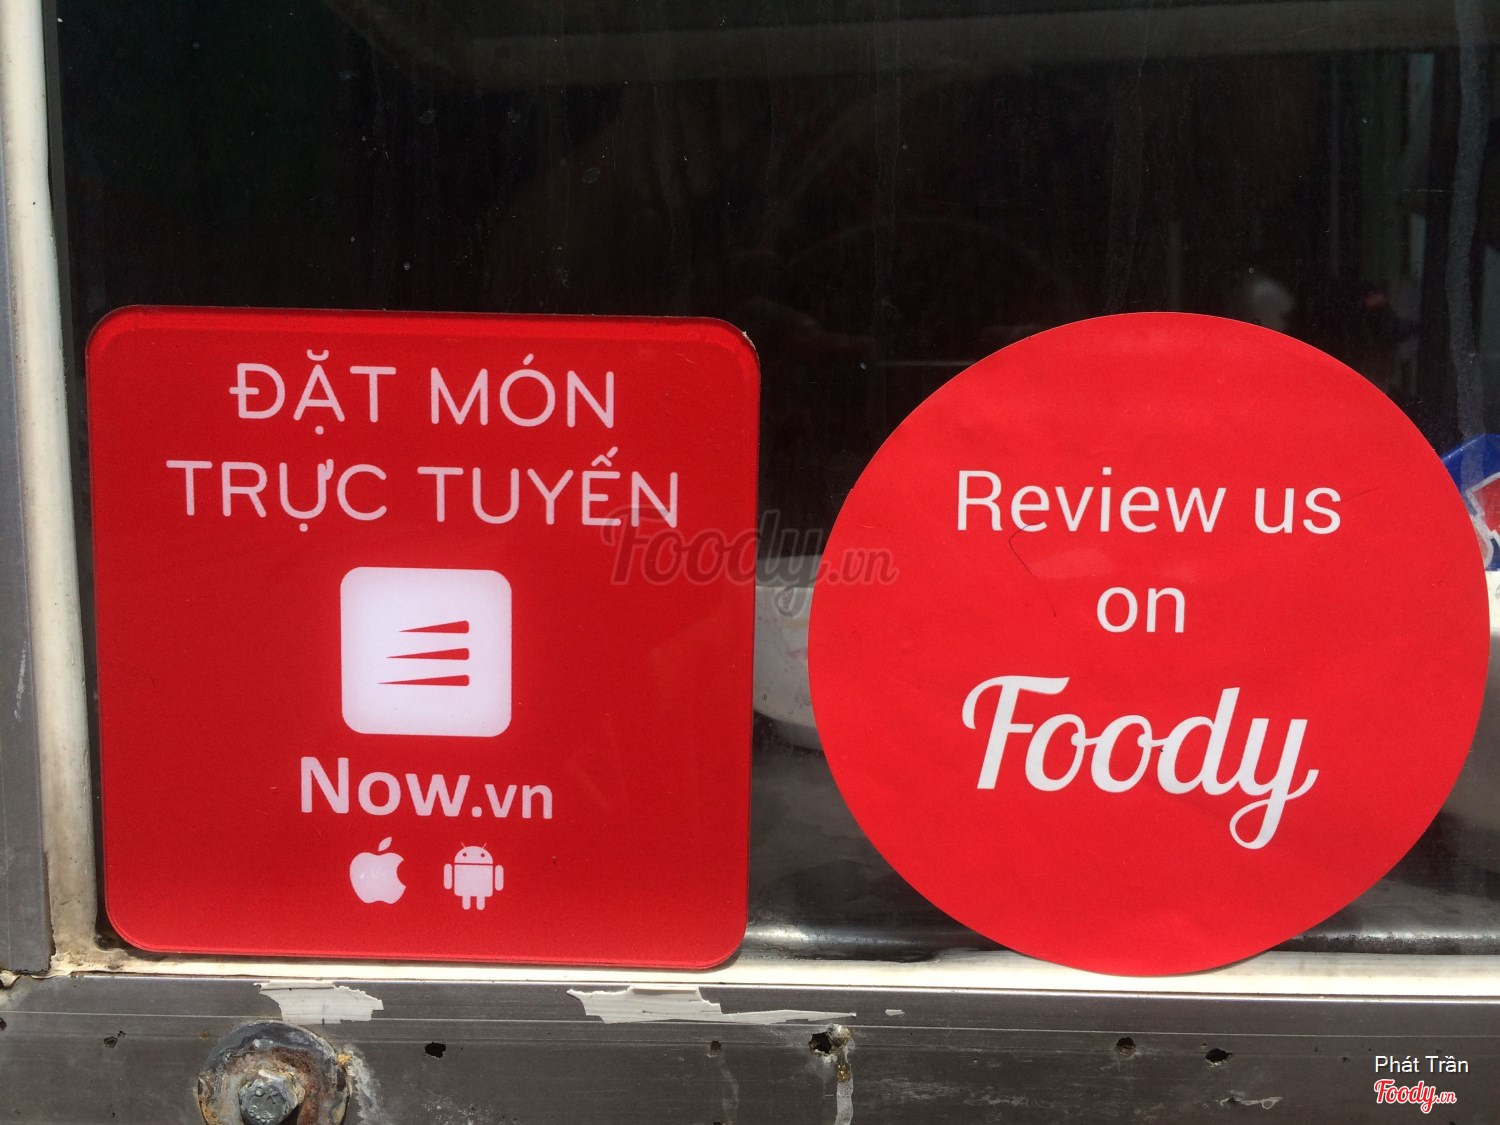 ĐẶT MÓN
TRỰC TUYẾN
Now.vn
Review us
on
Foody
Foody.vn
Phát Trần
Foody.vn